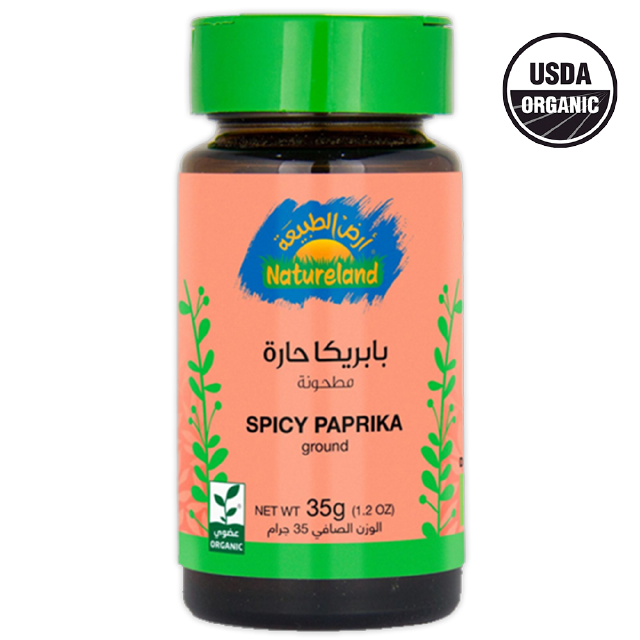 USDA
ORGANIC
أرض الطبيعة
Natureland
بابريكا حارة
مطحونة
SPICY PAPRIKA
ground
NET WT 35g (1.2 OZ)
الوزن الصافي 35 جرام
عضوي
ORGANIC